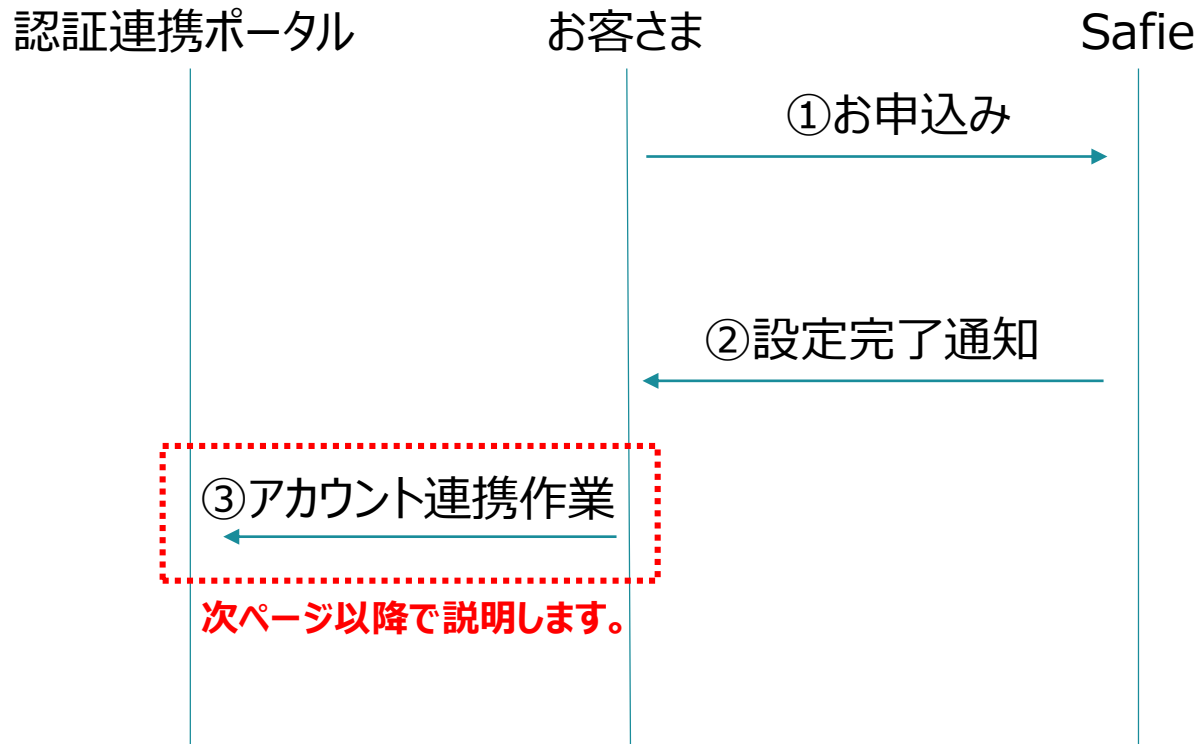 認証連携ポータル
お客さま
Safie
①お申込み
②設定完了通知
③アカウント連携作業
次ページ以降で説明します。